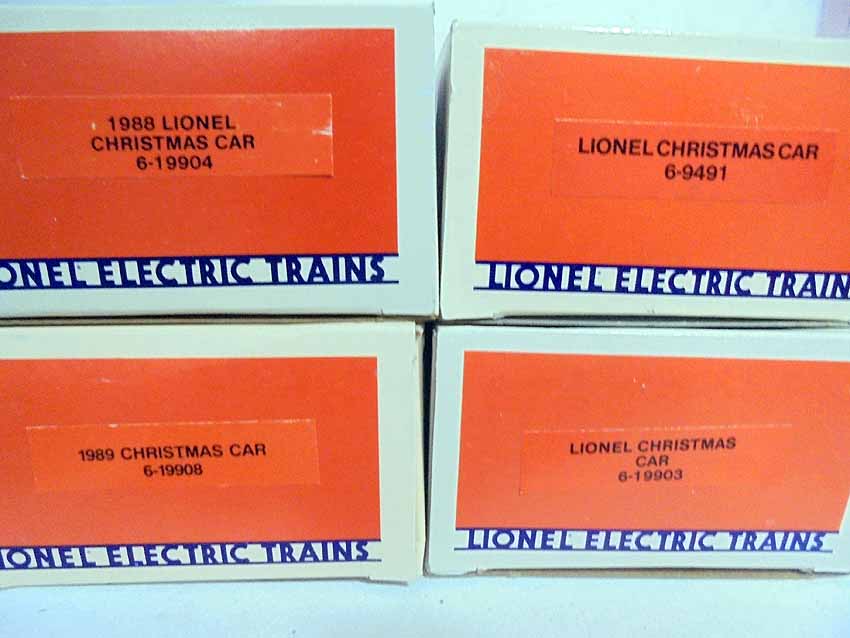 1988 LIONEL
CHRISTMAS CAR
6-19904
ONEL ELECTRIC TRAINS
LIONEL CHRISTMAS CAR
6-9491
LIONEL ELECTRIC TRAIN
1989 CHRISTMAS CAR
6-19908
IONEL ELECTRIC TRAINS
LIONEL CHRISTMAS
CAR
6-19903
LIONEL ELECTRIC TRAINS